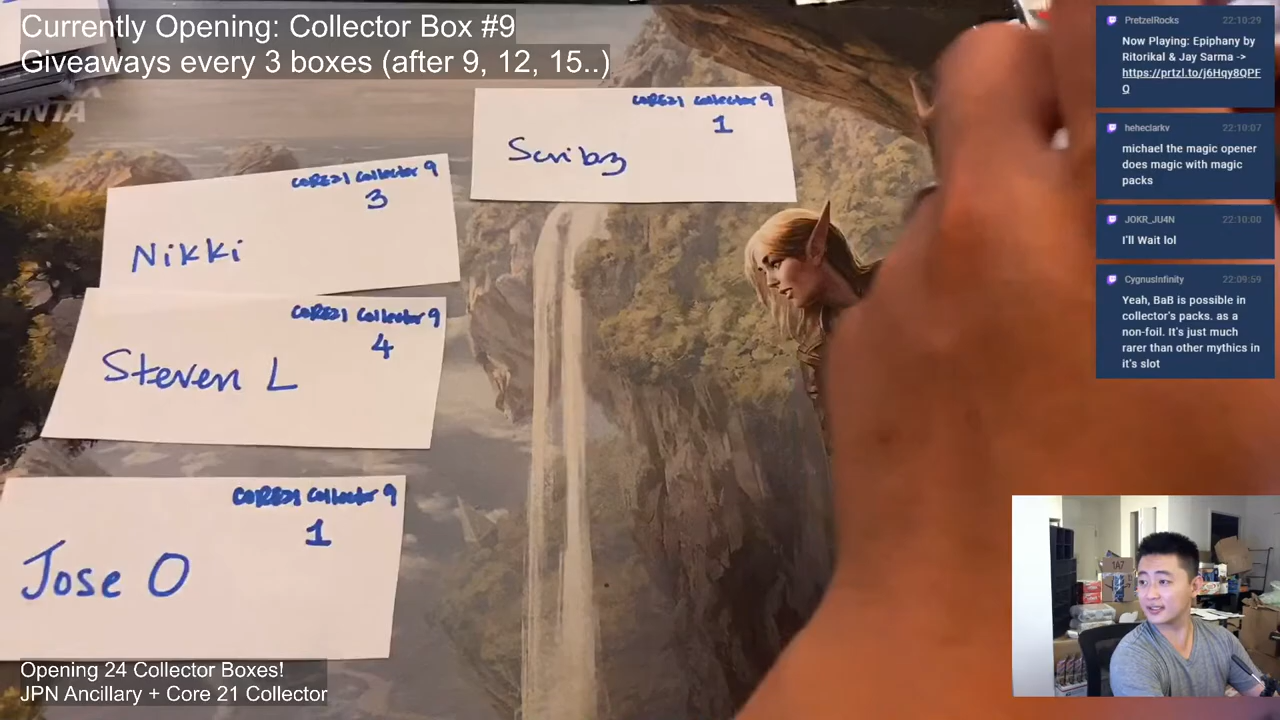 Currently Opening: Collector Box #9
Giveaways every 3 boxes (after 9, 12, 15..)
ANTA
CORE21 Collector 9
1
Scribz
CORE21 Collector 9
3
Nikki
CORE21 Collector 9
4
Steven L
CORE21 Collector 9
1
Jose O
Opening 24 Collector Boxes!
JPN Ancillary + Core 21 Collector
PretzelRocks 22:10:29
Now Playing: Epiphany by
Ritorikal & Jay Sarma ->
https://prtzl.to/j6Hqy8QPF
Q
heheclarkv 22:10:07
michael the magic opener
does magic with magic
packs
JOKR_JU4N 22:10:00
I'll Wait lol
CygnusInfinity 22:09:59
Yeah, BaB is possible in
collector's packs. as a
non-foil. It's just much
rarer than other mythics in
it's slot
1A7